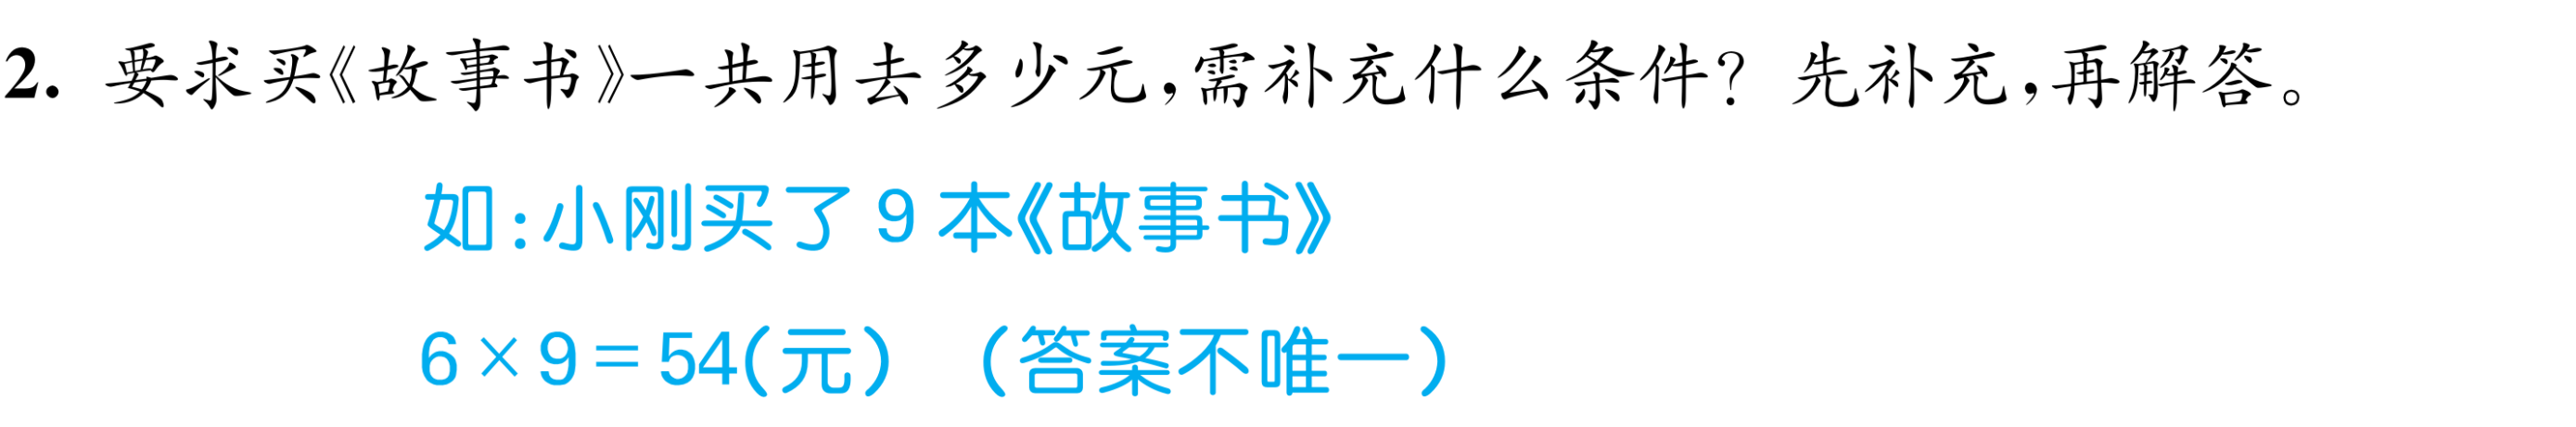 2. 要求买《故事书》一共用去多少元,需补充什么条件? 先补充,再解答。
如:小刚买了 9 本《故事书》
6×9=54(元) (答案不唯一)